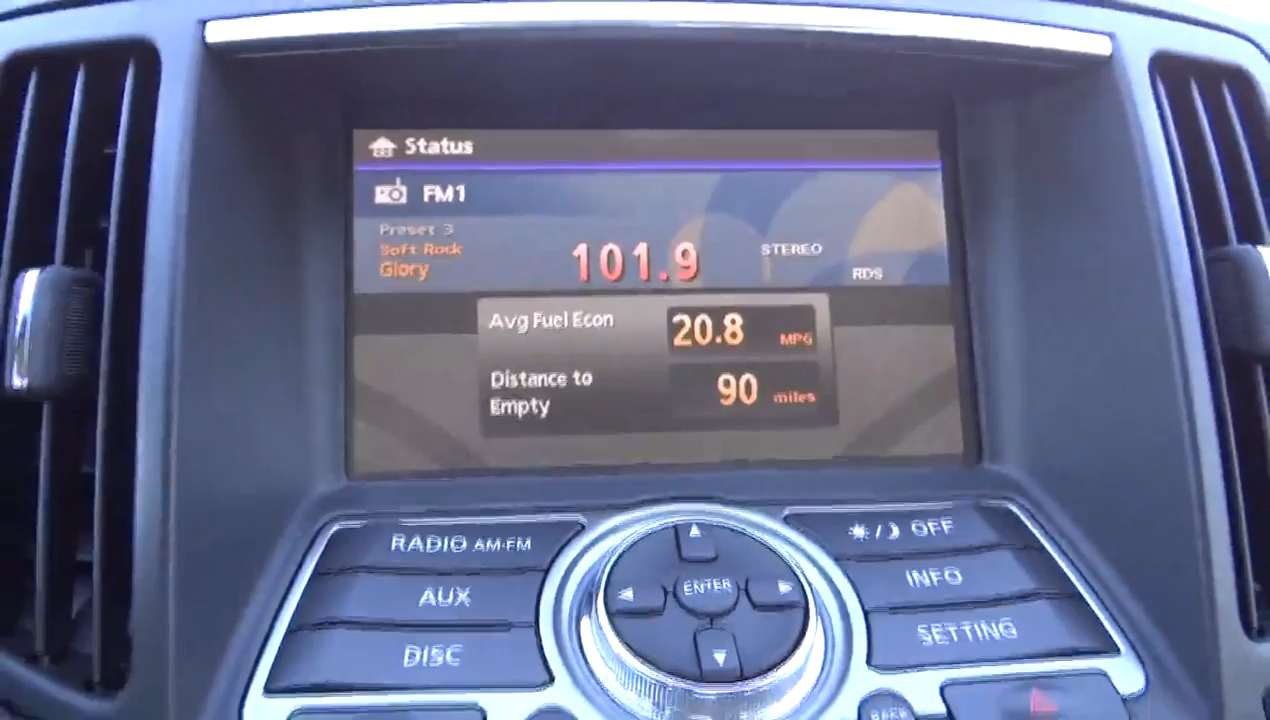 Status
FM1
Preset 3
Soft Rock
Glory
101.9
STEREO
RDS
Avg Fuel Econ
20.8 MPG
Distance to
Empty
90 miles
RADIO AM·FM
AUX
DISC
ENTER
/ OFF
INFO
SETTING
BACK